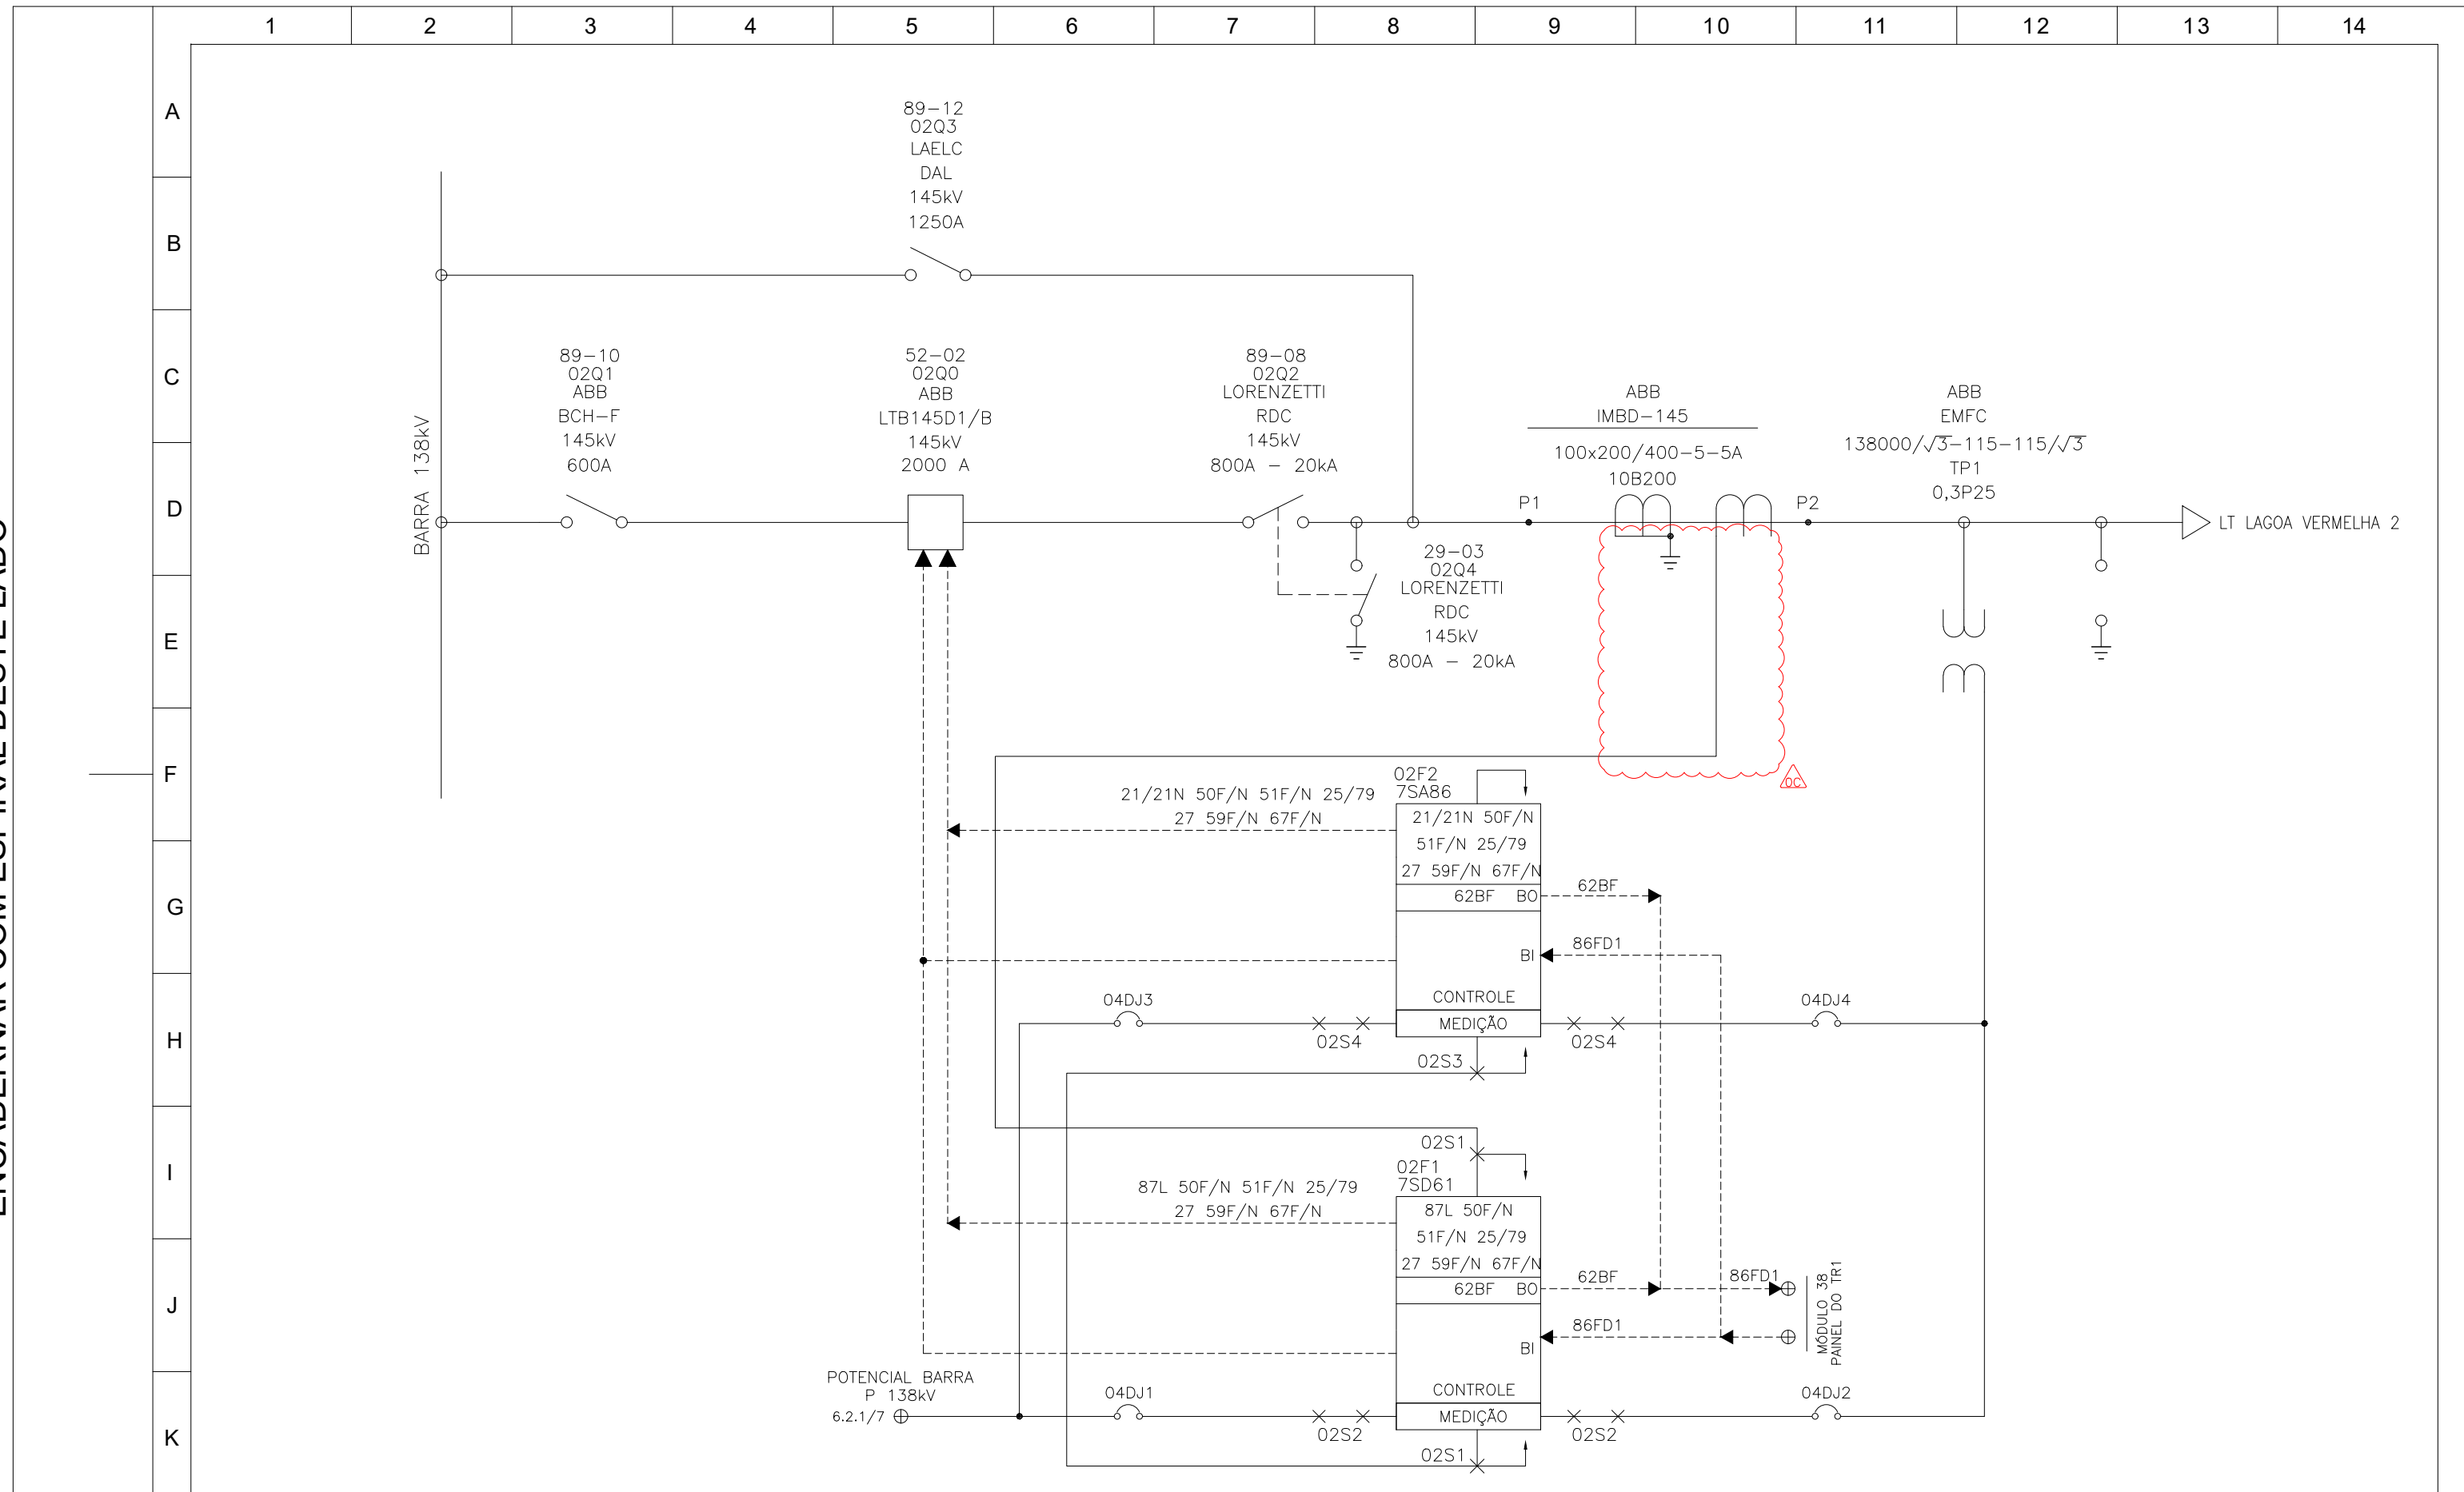 1 2 3 4 5 6 7 8 9 10 11 12 13 14
A
B
C
D
E
F
G
H
I
J
K
89-12
02Q3
LAELC
DAL
145kV
1250A
BARRA 138kV
89-10
02Q1
ABB
BCH-F
145kV
600A
52-02
02Q0
ABB
LTB145D1/B
145kV
2000 A
89-08
02Q2
LORENZETTI
RDC
145kV
800A - 20kA
29-03
02Q4
LORENZETTI
RDC
145kV
800A - 20kA
ABB
IMBD-145
100x200/400-5-5A
10B200
P1
P2
ABB
EMFC
138000/√3-115-115/√3
TP1
0,3P25
LT LAGOA VERMELHA 2
0C
02F2
7SA86
21/21N 50F/N 51F/N 25/79
27 59F/N 67F/N
21/21N 50F/N
51F/N 25/79
27 59F/N 67F/N
62BF BO
62BF
BI
86FD1
CONTROLE
MEDIÇÃO
04DJ3
02S4
02S4
04DJ4
02S3
02S1
02F1
7SD61
87L 50F/N 51F/N 25/79
27 59F/N 67F/N
87L 50F/N
51F/N 25/79
27 59F/N 67F/N
62BF BO
62BF
86FD1
86FD1
BI
MÓDULO 38
PAINEL DO TR1
CONTROLE
MEDIÇÃO
POTENCIAL BARRA
P 138kV
6.2.1/7
04DJ1
02S2
02S2
04DJ2
02S1